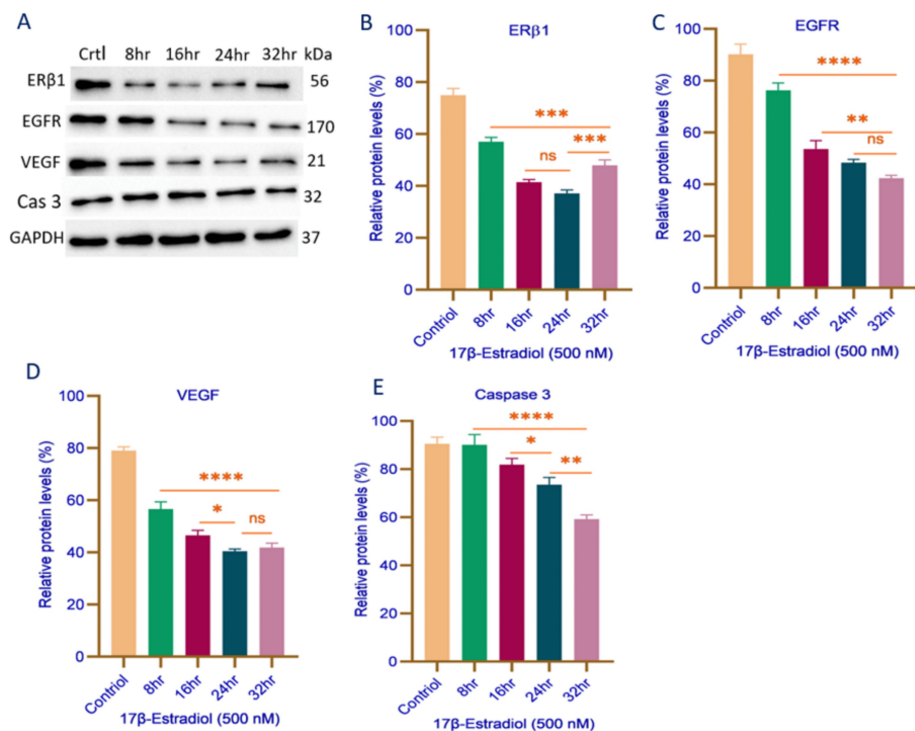 A
Crtl 8hr 16hr 24hr 32hr kDa
ERβ1 56
EGFR 170
VEGF 21
Cas 3 32
GAPDH 37
B
ERβ1
Relative protein levels (%)
100
80
60
40
20
0
***
ns
***
Contriol
8hr
16hr
24hr
32hr
17β-Estradiol (500 nM)
C
EGFR
Relative protein levels (%)
100
80
60
40
20
0
****
**
ns
Contriol
8hr
16hr
24hr
32hr
17β-Estradiol (500 nM)
D
VEGF
Relative protein levels (%)
100
80
60
40
20
0
****
*
ns
Contriol
8hr
16hr
24hr
32hr
17β-Estradiol (500 nM)
E
Caspase 3
Relative protein levels (%)
100
80
60
40
20
0
****
*
**
Contriol
8hr
16hr
24hr
32hr
17β-Estradiol (500 nM)